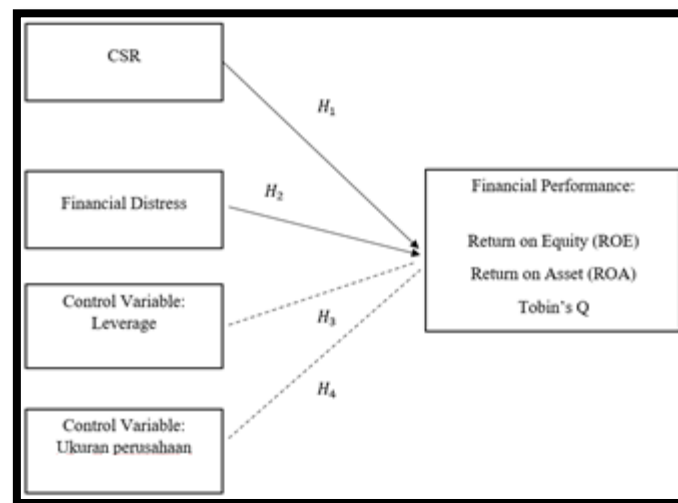 CSR
H₁
Financial Distress
H₂
Control Variable:
Leverage
H₃
Control Variable:
Ukuran perusahaan
H₄
Financial Performance:
Return on Equity (ROE)
Return on Asset (ROA)
Tobin's Q